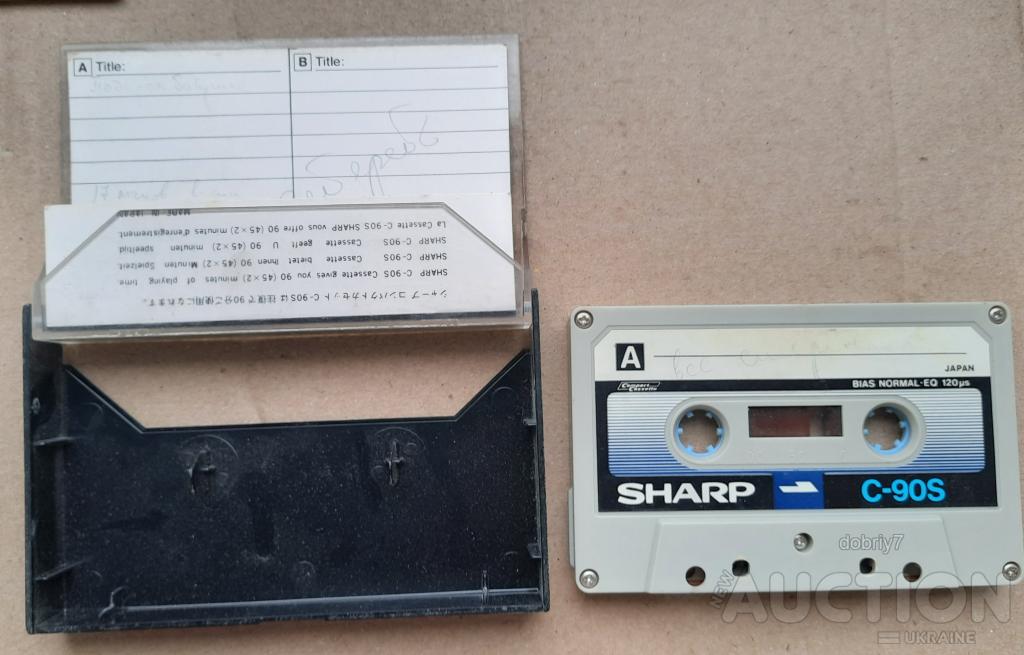 A Title:
B Title:
MADE IN JAPAN
La Cassette C-90S SHARP vous offre 90 (45×2) minutes d'enregistrement.
SHARP C-90S Cassette geeft U 90 (45×2) minuten speeltijd
SHARP C-90S Cassette bietet Ihnen 90 (45×2) Minuten Spielzeit.
SHARP C-90S Cassette gives you 90 (45×2) minutes of playing time.
シャープコンパクトカセット C-90Sは往復で90分ご使用になれます。
A
JAPAN
Compact Cassette
BIAS NORMAL·EQ 120μs
SHARP
C-90S
dobriy7
NEW AUCTION
UKRAINE